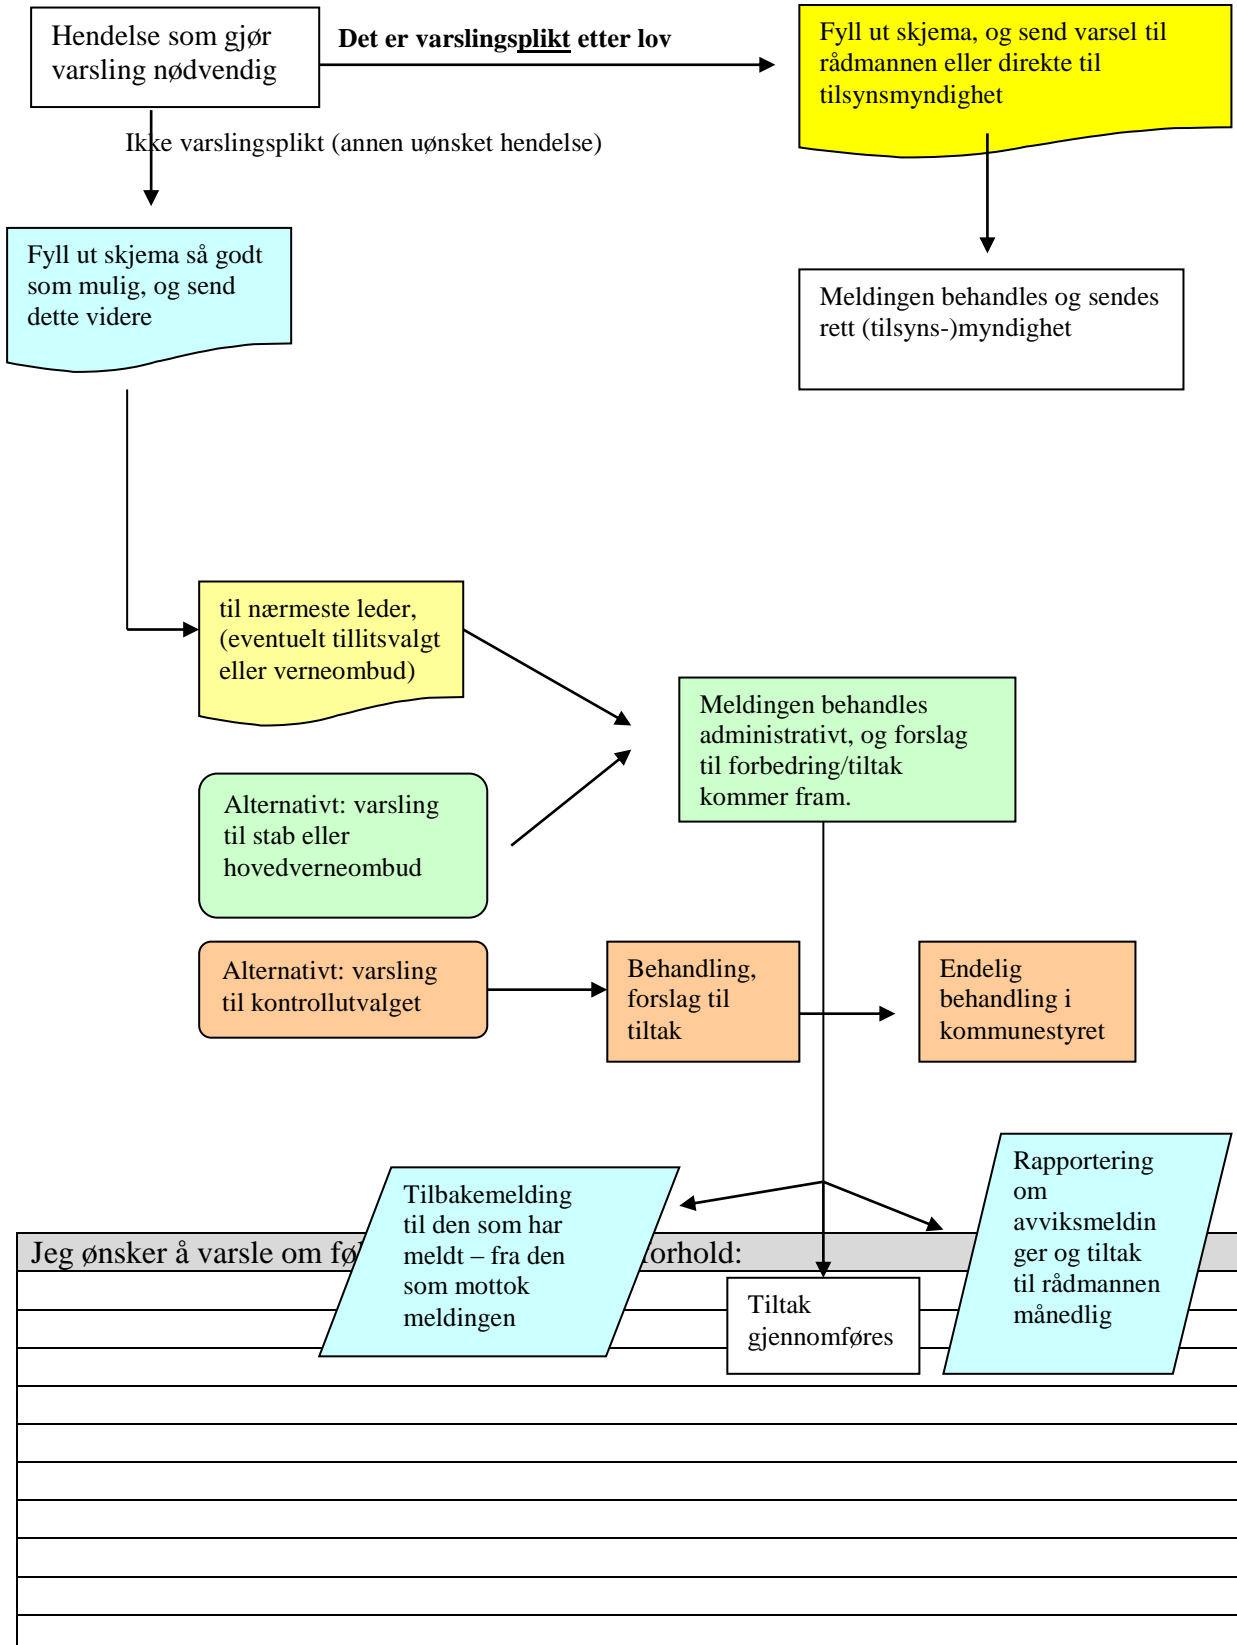 Hendelse som gjør
varsling nødvendig
Det er varslingsplikt etter lov
Fyll ut skjema, og send varsel til
rådmannen eller direkte til
tilsynsmyndighet
Ikke varslingsplikt (annen uønsket hendelse)
Fyll ut skjema så godt
som mulig, og send
dette videre
Meldingen behandles og sendes
rett (tilsyns-)myndighet
til nærmeste leder,
(eventuelt tillitsvalgt
eller verneombud)
Meldingen behandles
administrativt, og forslag
til forbedring/tiltak
kommer fram.
Alternativt: varsling
til stab eller
hovedverneombud
Alternativt: varsling
til kontrollutvalget
Behandling,
forslag til
tiltak
Endelig
behandling i
kommunestyret
Tilbakemelding
til den som har
meldt – fra den
som mottok
meldingen
Rapportering
om
avviksmeldin
ger og tiltak
til rådmannen
månedlig
Jeg ønsker å varsle om føl orhold:
Tiltak
gjennomføres